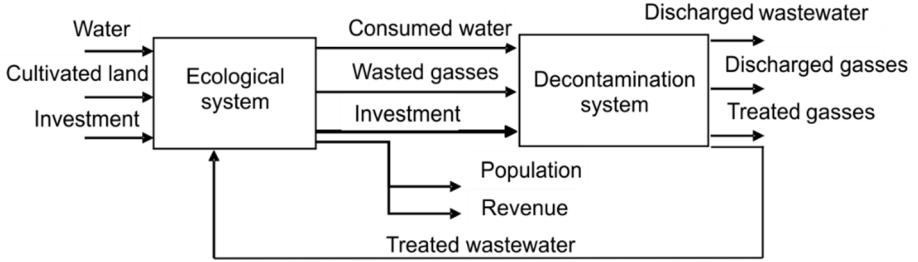 Discharged wastewater
Water
Consumed water
Cultivated land
Ecological
system
Wasted gasses
Decontamination
system
Discharged gasses
Investment
Investment
Treated gasses
Population
Revenue
Treated wastewater